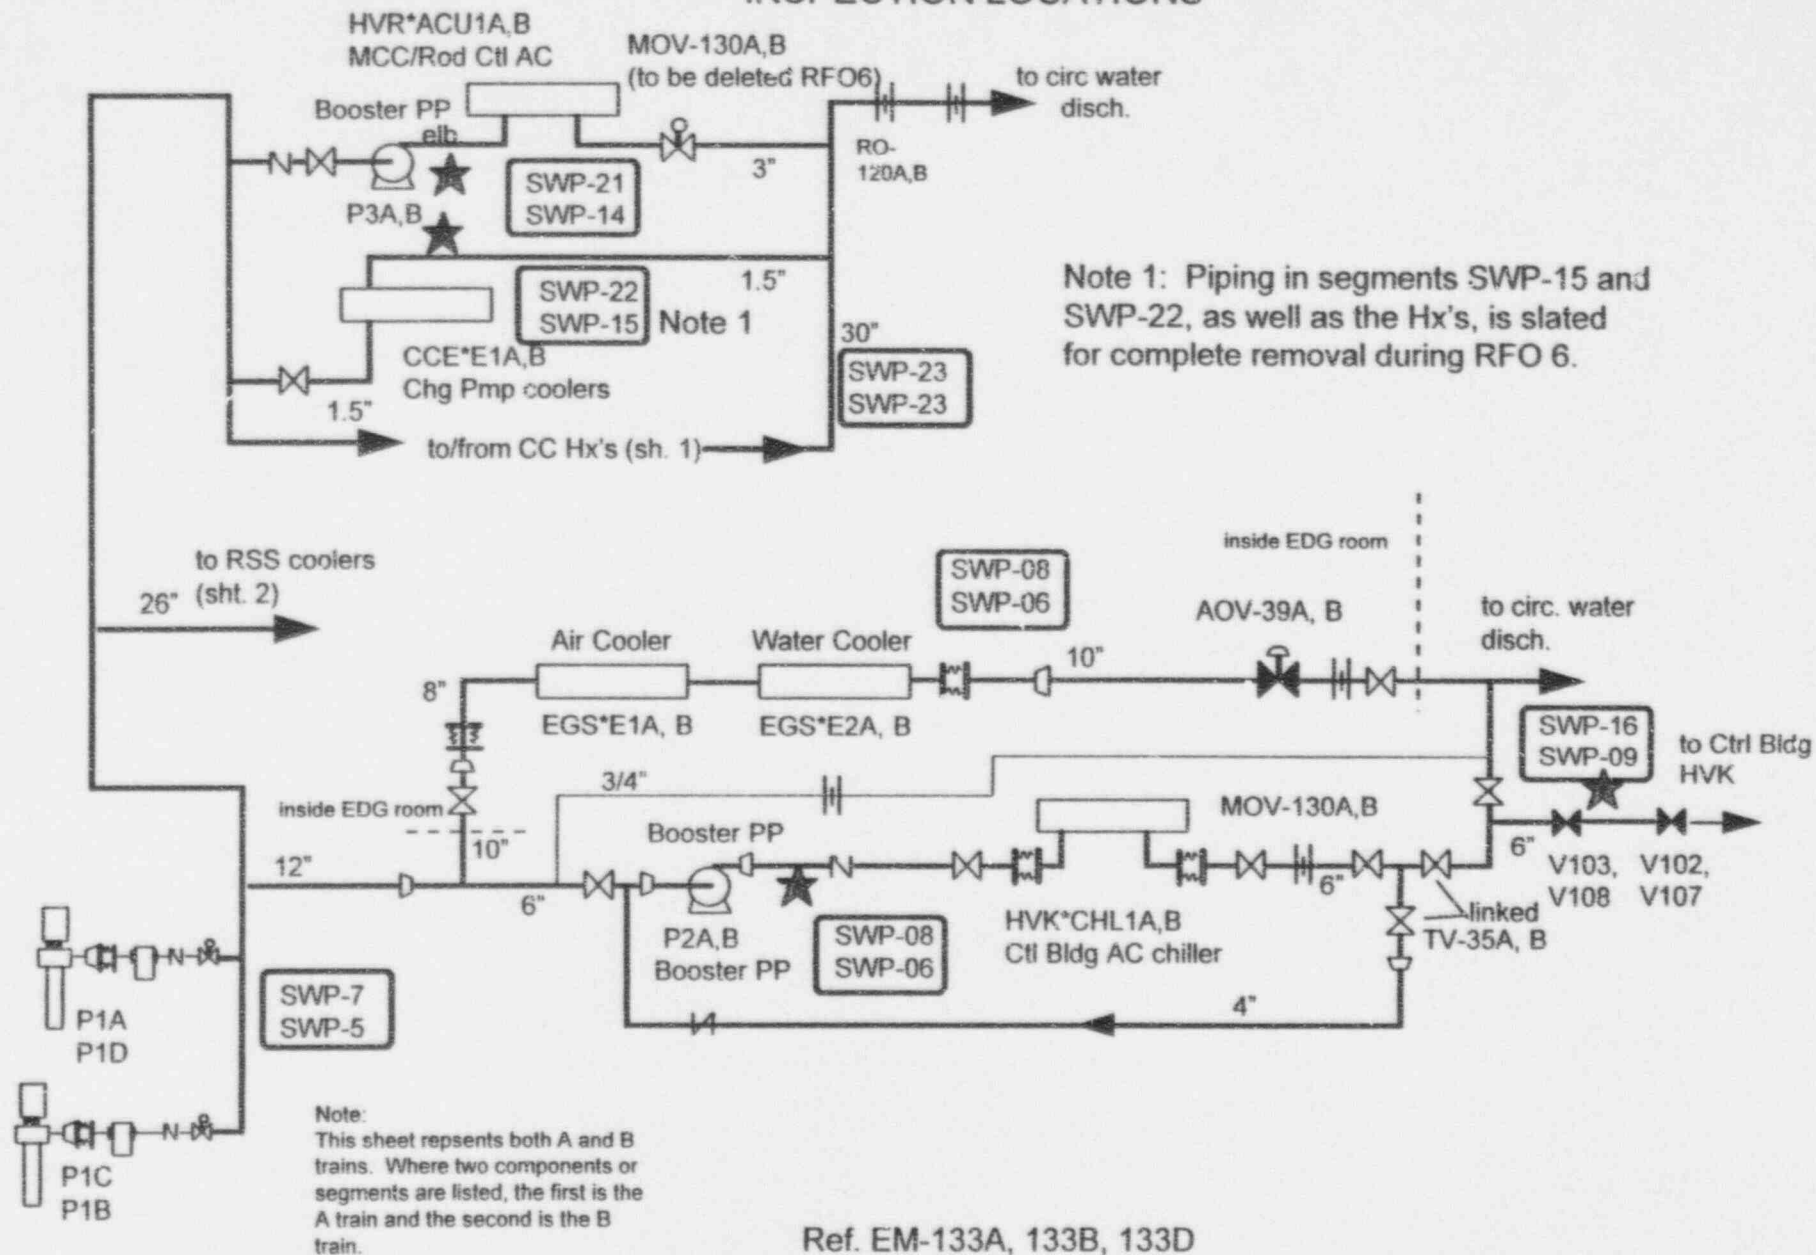 INSPECTION LOCATIONS
HVR*ACU1A,B
MCC/Rod Ctl AC
MOV-130A,B
(to be deleted RFO6)
to circ water
disch.
Booster PP
elb
RO-
120A,B
3"
SWP-21
SWP-14
P3A,B
1.5"
SWP-22
SWP-15
Note 1
Note 1: Piping in segments SWP-15 and
SWP-22, as well as the Hx's, is slated
for complete removal during RFO 6.
30"
SWP-23
SWP-23
CCE*E1A,B
Chg Pmp coolers
1.5"
to/from CC Hx's (sh. 1)
to RSS coolers
(sht. 2)
26"
SWP-08
SWP-06
inside EDG room
AOV-39A, B
to circ. water
disch.
Air Cooler
Water Cooler
10"
8"
EGS*E1A, B
EGS*E2A, B
SWP-16
SWP-09
to Ctrl Bldg
HVK
3/4"
inside EDG room
Booster PP
MOV-130A,B
10"
12"
6"
6"
6"
V103,
V108
V102,
V107
linked
TV-35A, B
P2A,B
Booster PP
SWP-08
SWP-06
HVK*CHL1A,B
Ctl Bldg AC chiller
4"
P1A
P1D
SWP-7
SWP-5
P1C
P1B
Note:
This sheet repsents both A and B
trains. Where two components or
segments are listed, the first is the
A train and the second is the B
train.
Ref. EM-133A, 133B, 133D